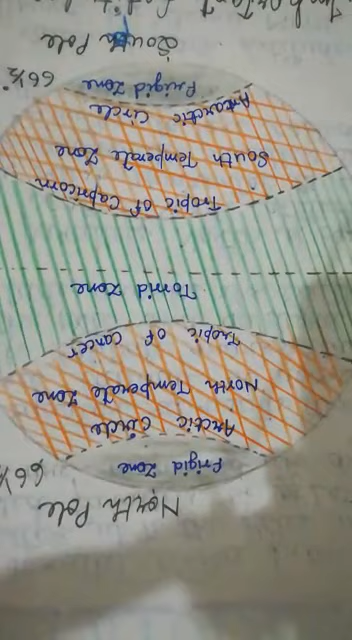 North Pole
66½
Frigid Zone
Arctic Circle
North Temperate Zone
Tropic of Cancer
Torrid Zone
Tropic of Capricorn
South Temperate Zone
Antarctic Circle
Frigid Zone
66½°
South Pole